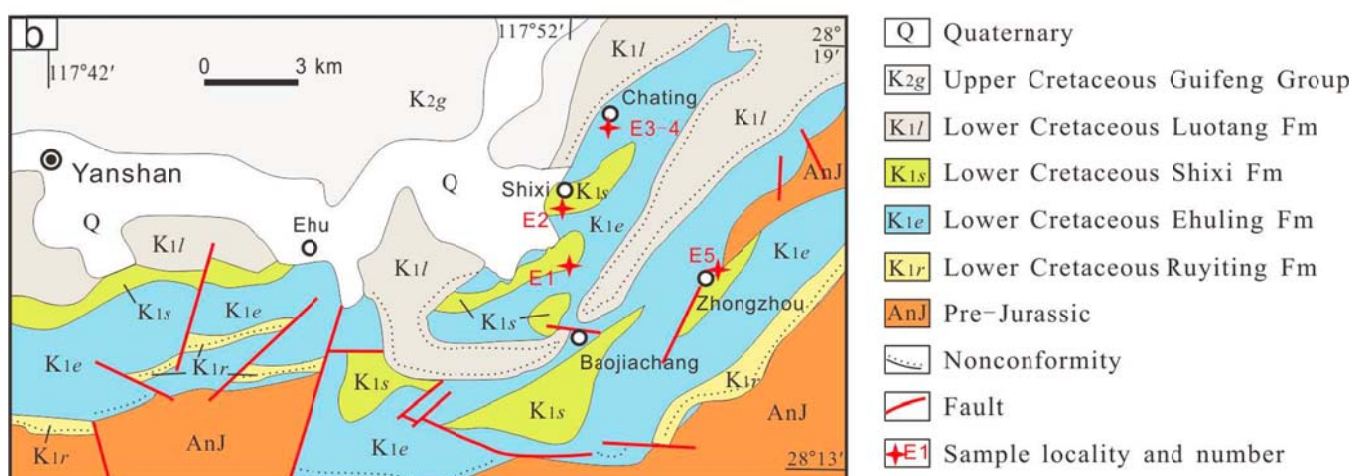 b
117°42′
0 3 km
117°52′
28°
19′
K1l
K2g
Chating
E3-4
K1l
Yanshan
Q
Shixi
K1s
E2
AnJ
Q
Ehu
K1l
K1e
K1l
E1
E5
K1e
Zhongzhou
K1s
K1e
K1s
K1r
Baojiachang
K1e
K1r
K1s
K1s
K1r
AnJ
K1e
AnJ
28°13′
Q Quaternary
K2g Upper Cretaceous Guifeng Group
K1l Lower Cretaceous Luotang Fm
K1s Lower Cretaceous Shixi Fm
K1e Lower Cretaceous Ehuling Fm
K1r Lower Cretaceous Ruyiting Fm
AnJ Pre-Jurassic
Nonconformity
Fault
E1 Sample locality and number